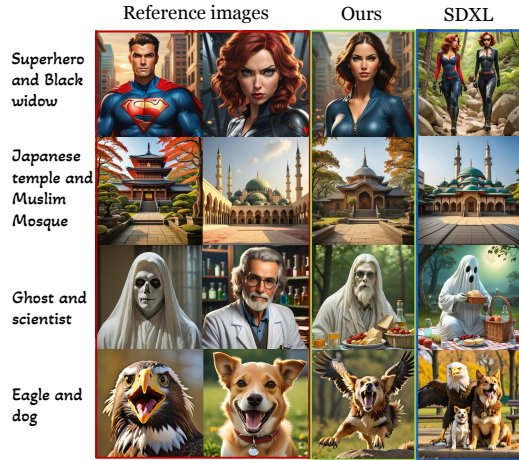 Reference images
Ours
SDXL
Superhero
and Black
widow
Japanese
temple and
Muslim
Mosque
Ghost and
scientist
Eagle and
dog